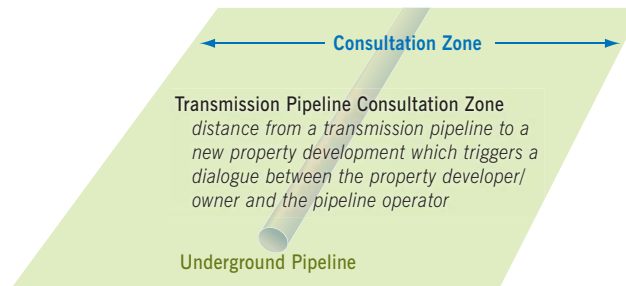 Consultation Zone
Transmission Pipeline Consultation Zone
distance from a transmission pipeline to a
new property development which triggers a
dialogue between the property developer/
owner and the pipeline operator
Underground Pipeline